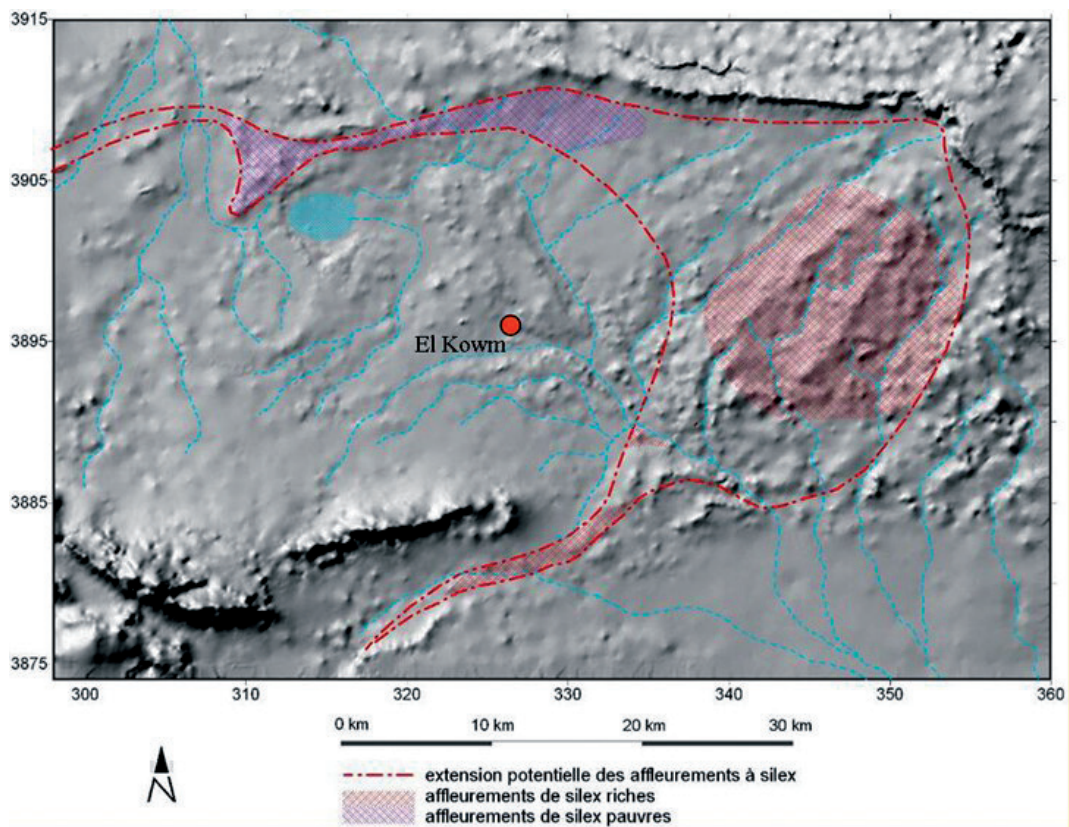 3915
3905
3895
3885
3875
El Kowm
300 310 320 330 340 350 360
0 km 10 km 20 km 30 km
N
extension potentielle des affleurements à silex
affleurements de silex riches
affleurements de silex pauvres